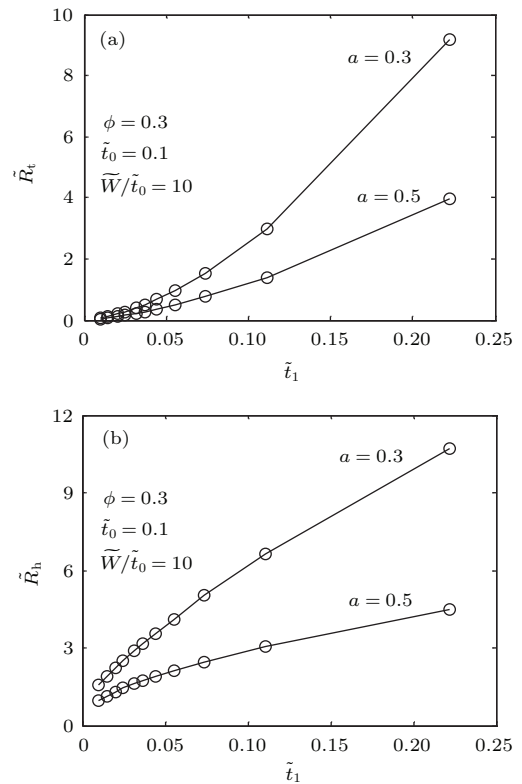 10
(a)
a = 0.3
8
ϕ = 0.3
t̃₀ = 0.1
W̃/t̃₀ = 10
6
R̃ₜ
4
a = 0.5
2
0
0 0.05 0.10 0.15 0.20 0.25
t̃₁
12
(b)
a = 0.3
9
ϕ = 0.3
t̃₀ = 0.1
W̃/t̃₀ = 10
6
R̃ₕ
a = 0.5
3
0
0 0.05 0.10 0.15 0.20 0.25
t̃₁